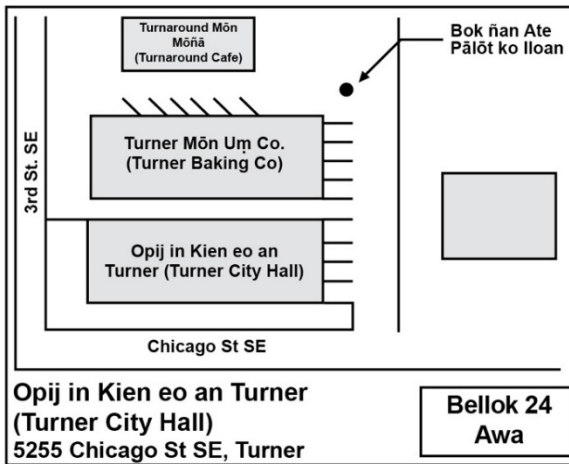 Turnaround Mōn
Mōñā
(Turnaround Cafe)
Bok ñan Ate
Pālōt ko Iloan
3rd St. SE
Turner Mōn Uṃ Co.
(Turner Baking Co)
Opij in Kien eo an
Turner (Turner City Hall)
Chicago St SE
Opij in Kien eo an Turner
(Turner City Hall)
5255 Chicago St SE, Turner
Bellok 24
Awa